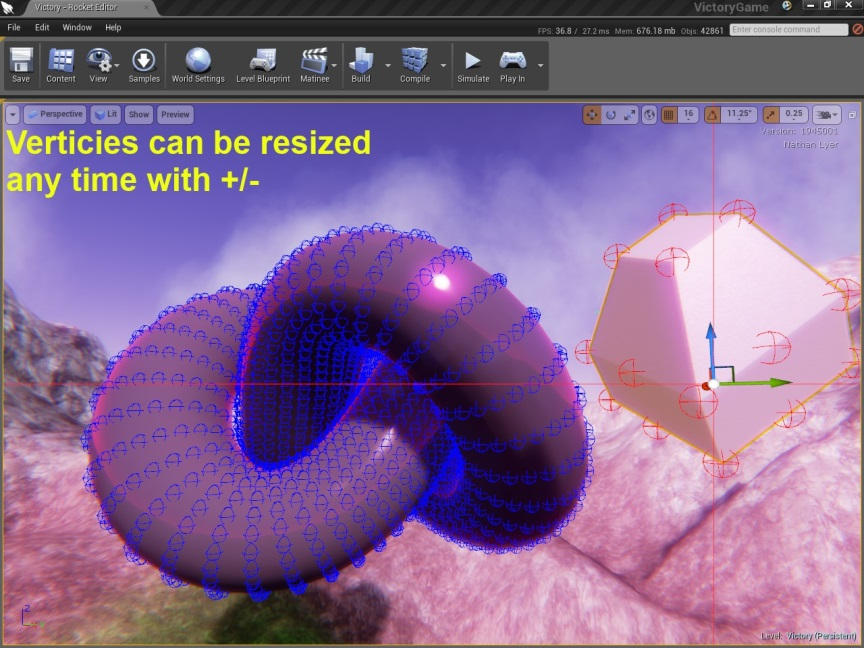 Victory - Rocket Editor
VictoryGame
File Edit Window Help
FPS: 36.8 / 27.2 ms Mem: 676.18 mb Objs: 42861
Enter console command
Save Content View Samples World Settings Level Blueprint Matinee Build Compile Simulate Play In
Perspective Lit Show Preview
16 11.25° 0.25
Version: 1945001
Nathan Lyer
Verticies can be resized
any time with +/-
Z
Level: Victory (Persistent)